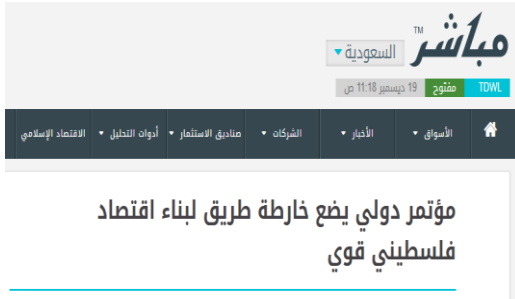 مباشر TM
السعودية
TDWL مفتوح 19 ديسمبر 11:18 ص
الأسواق الأخبار الشركات صناديق الاستثمار أدوات التحليل الاقتصاد الإسلامي
مؤتمر دولي يضع خارطة طريق لبناء اقتصاد
فلسطيني قوي